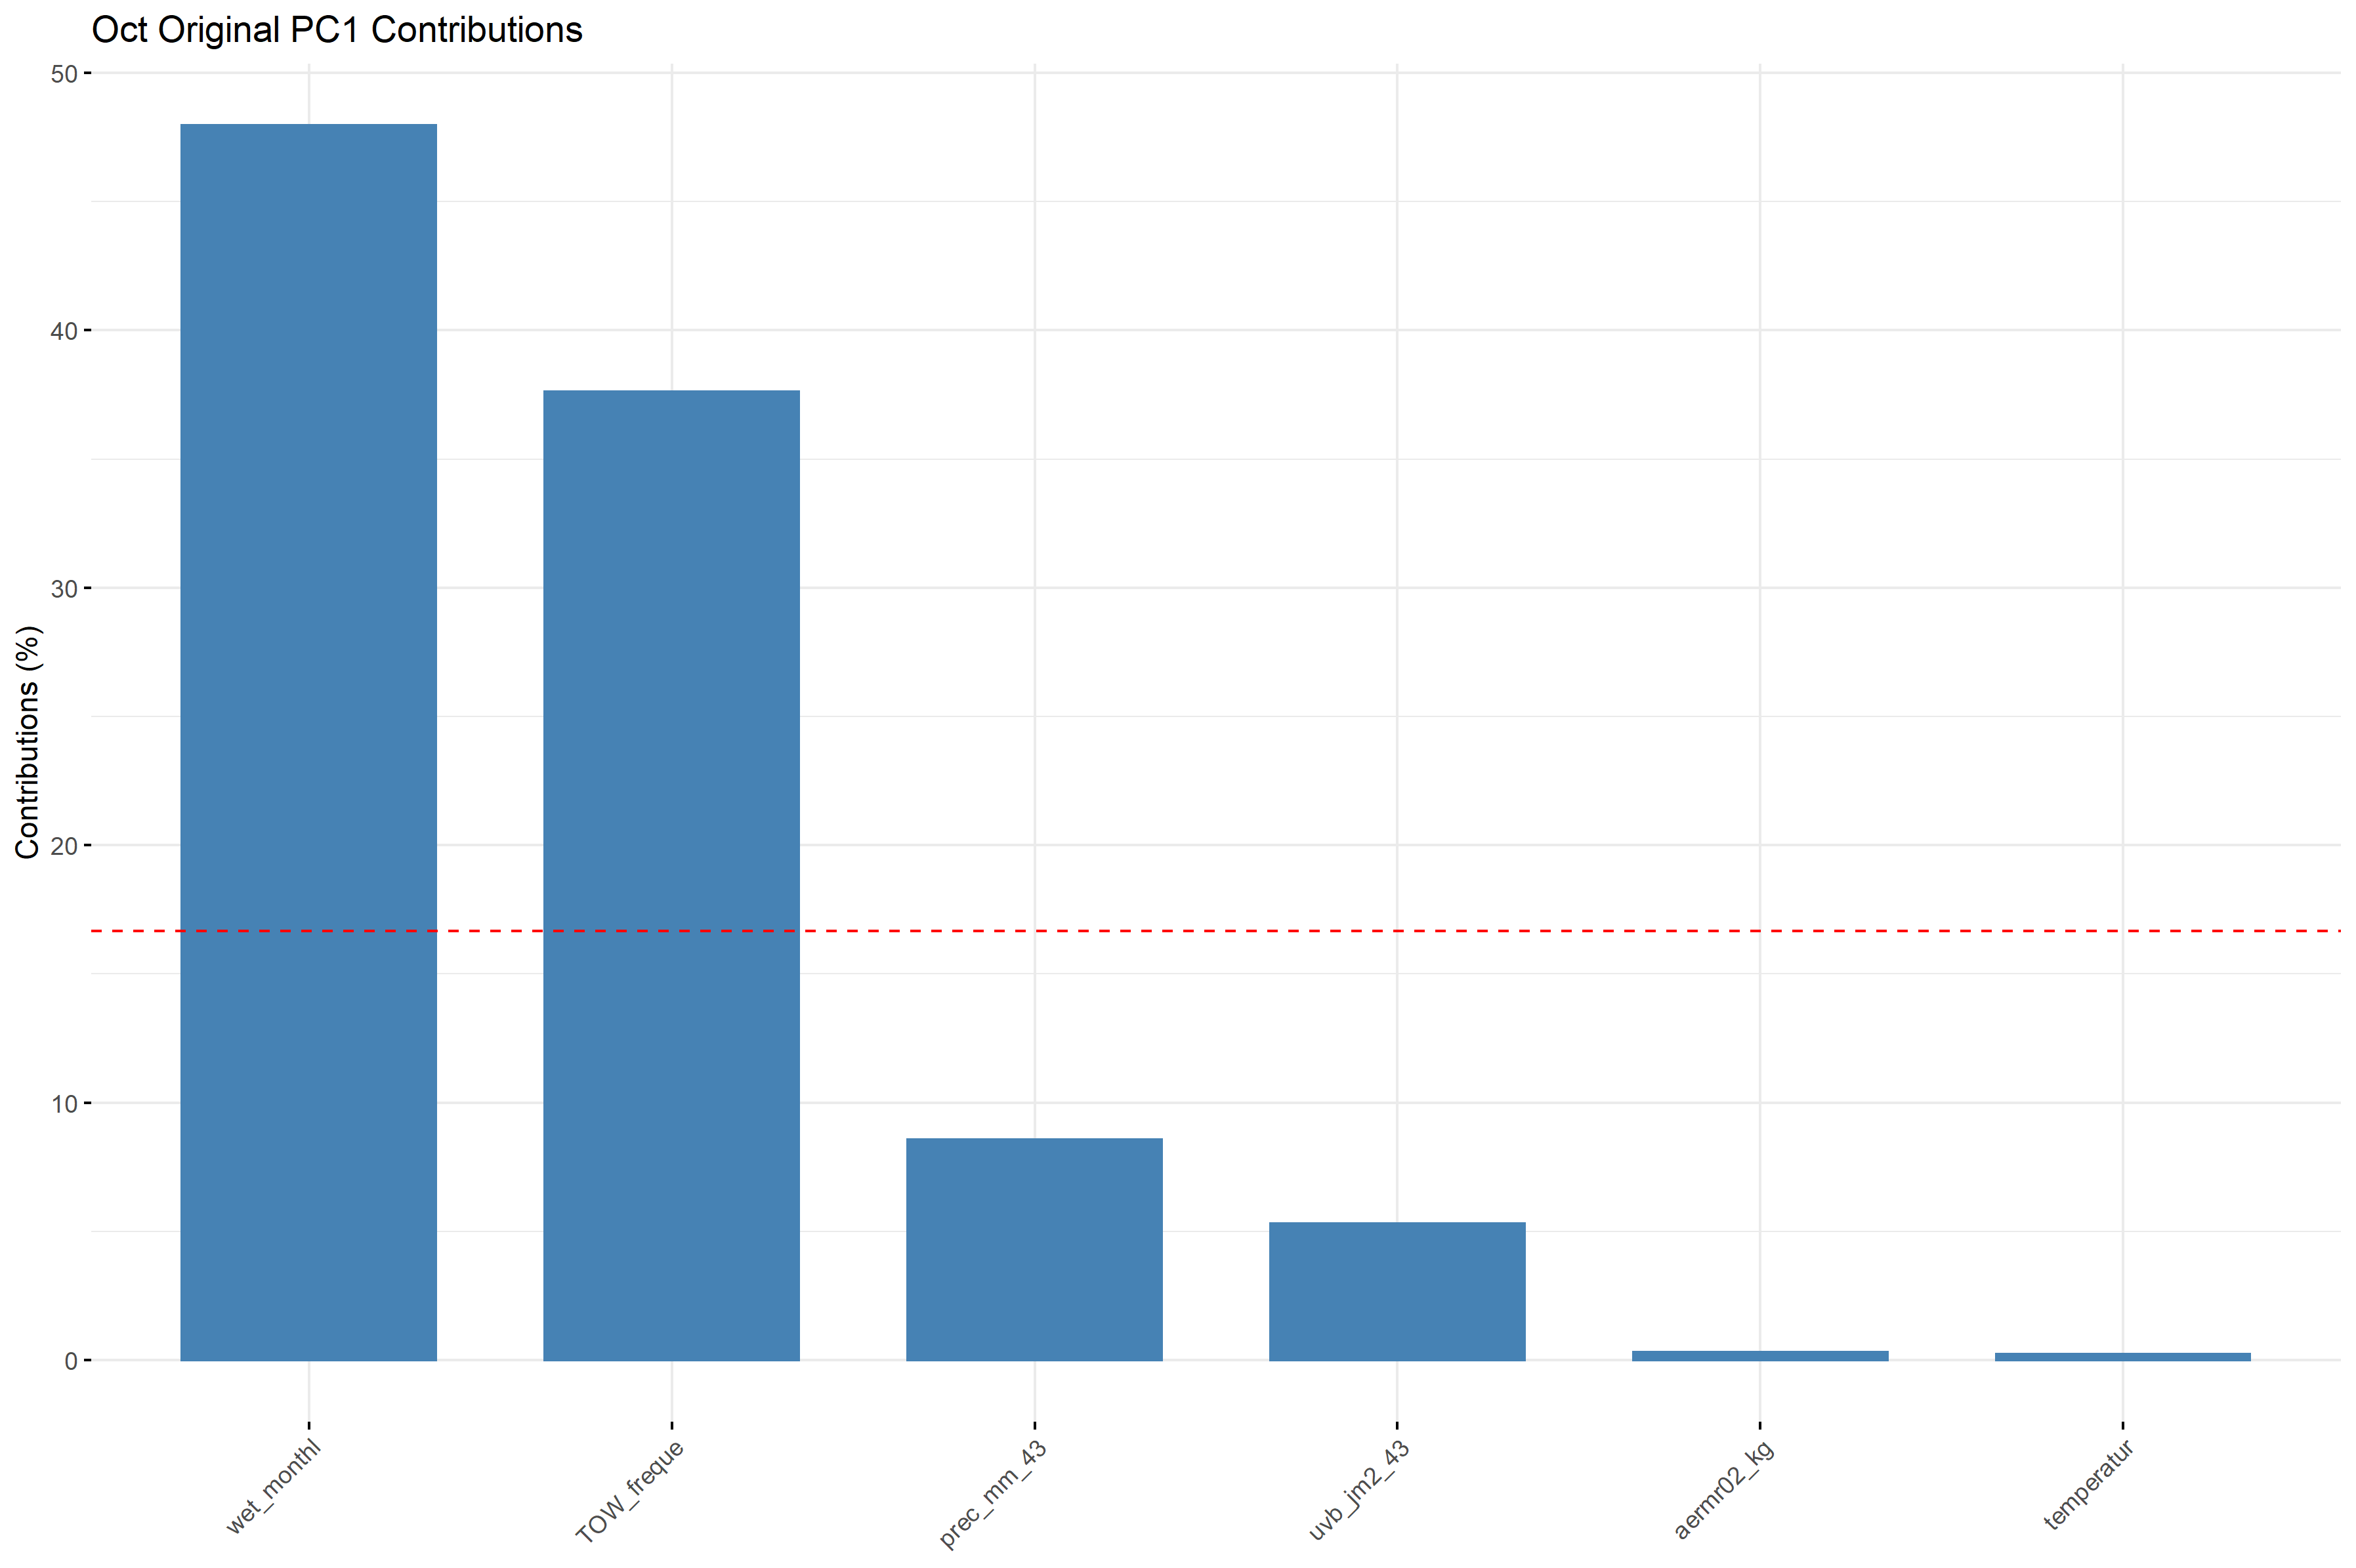 Oct Original PC1 Contributions
Contributions (%)
50
40
30
20
10
0
wet_monthl
TOW_freque
prec_mm_43
uvb_jm2_43
aermr02_kg
temperatur